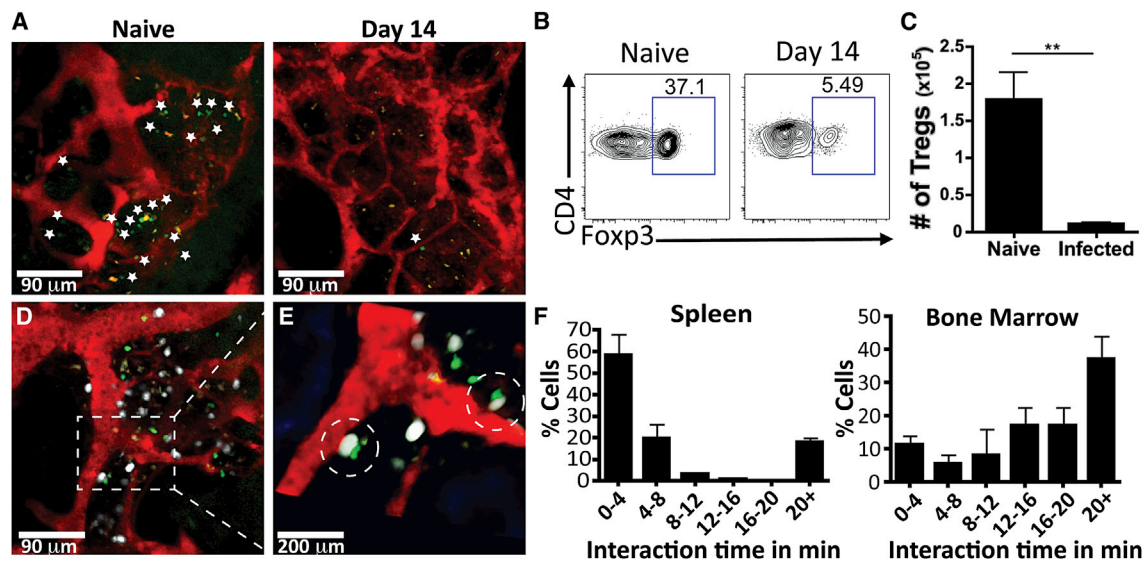 A
Naive
Day 14
90 μm
90 μm
B
Naive
Day 14
37.1
5.49
CD4
Foxp3
C
**
# of Tregs (x10⁵)
2.5
2
1.5
1
0.5
0
Naive
Infected
D
90 μm
E
200 μm
F
Spleen
% Cells
70
60
50
40
30
20
10
0
0-4
4-8
8-12
12-16
16-20
20+
Interaction time in min
Bone Marrow
% Cells
50
40
30
20
10
0
0-4
4-8
8-12
12-16
16-20
20+
Interaction time in min